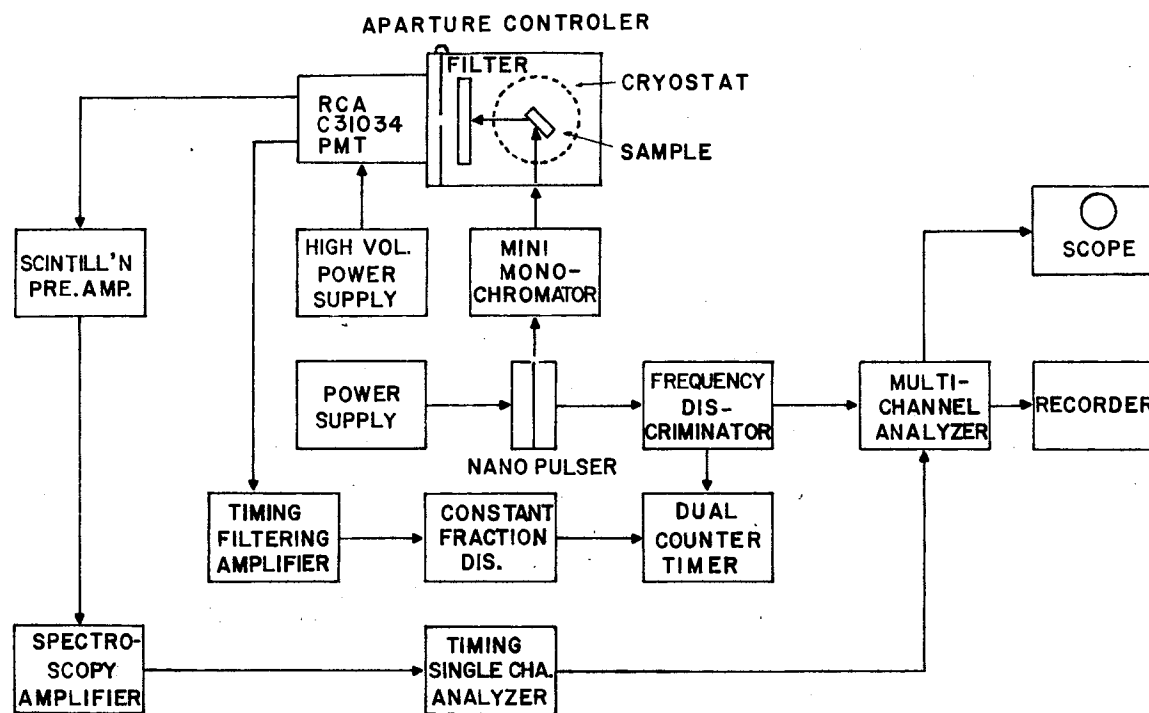 APARTURE CONTROLER
FILTER
CRYOSTAT
SAMPLE
RCA
C31034
PMT
SCINTILL'N
PRE. AMP.
HIGH VOL.
POWER
SUPPLY
MINI
MONO-
CHROMATOR
SCOPE
POWER
SUPPLY
NANO PULSER
FREQUENCY
DIS-
CRIMINATOR
MULTI-
CHANNEL
ANALYZER
RECORDER
TIMING
FILTERING
AMPLIFIER
CONSTANT
FRACTION
DIS.
DUAL
COUNTER
TIMER
SPECTRO-
SCOPY
AMPLIFIER
TIMING
SINGLE CHA.
ANALYZER